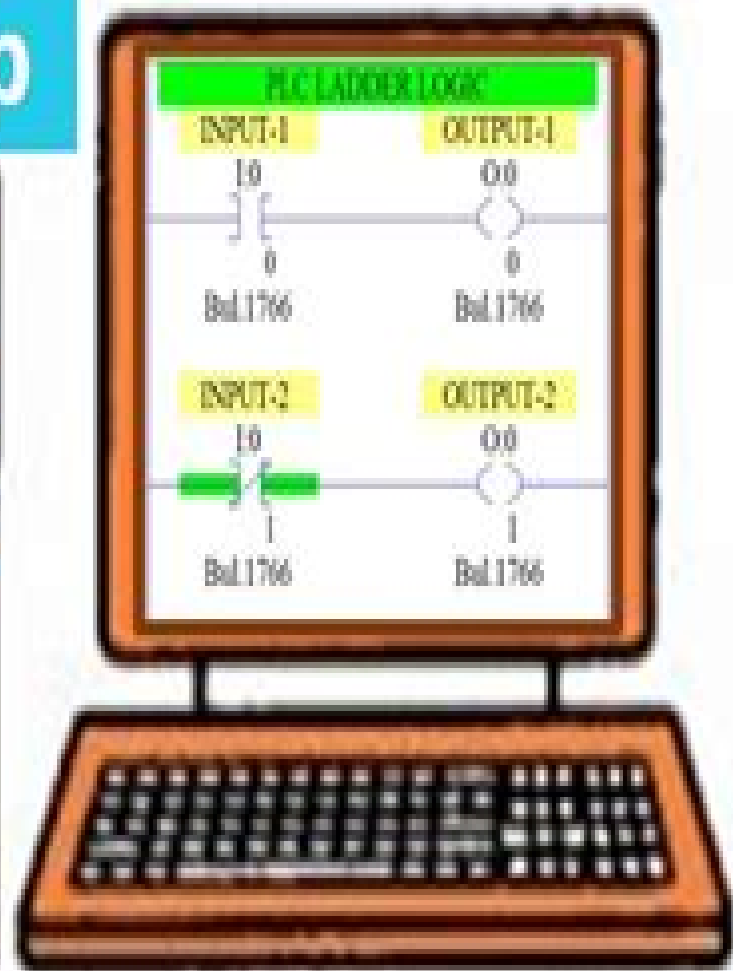 PLC LADDER LOGIC
INPUT-1 OUTPUT-1
I:0 O:0
0 0
Bul.1766 Bul.1766
INPUT-2 OUTPUT-2
I:0 O:0
1 1
Bul.1766 Bul.1766